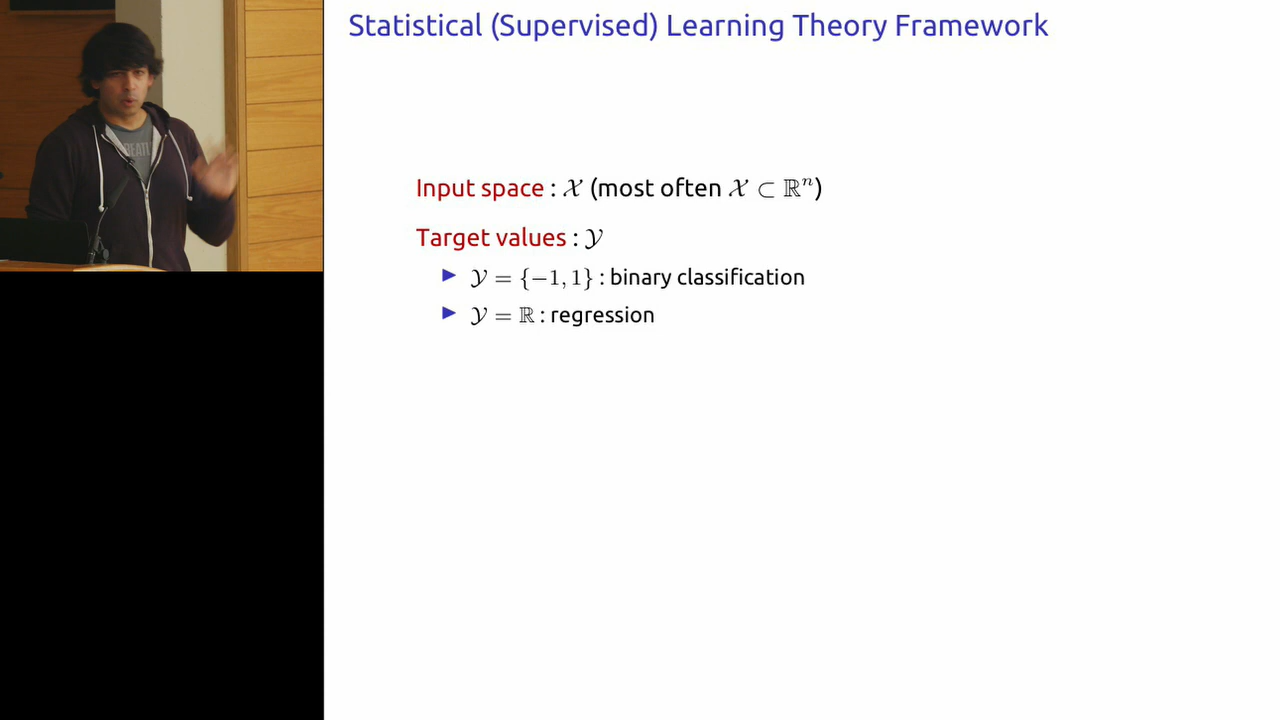 Statistical (Supervised) Learning Theory Framework
Input space : 𝒳 (most often 𝒳 ⊂ ℝⁿ)
Target values : 𝒴
▶ 𝒴 = {−1, 1} : binary classification
▶ 𝒴 = ℝ : regression